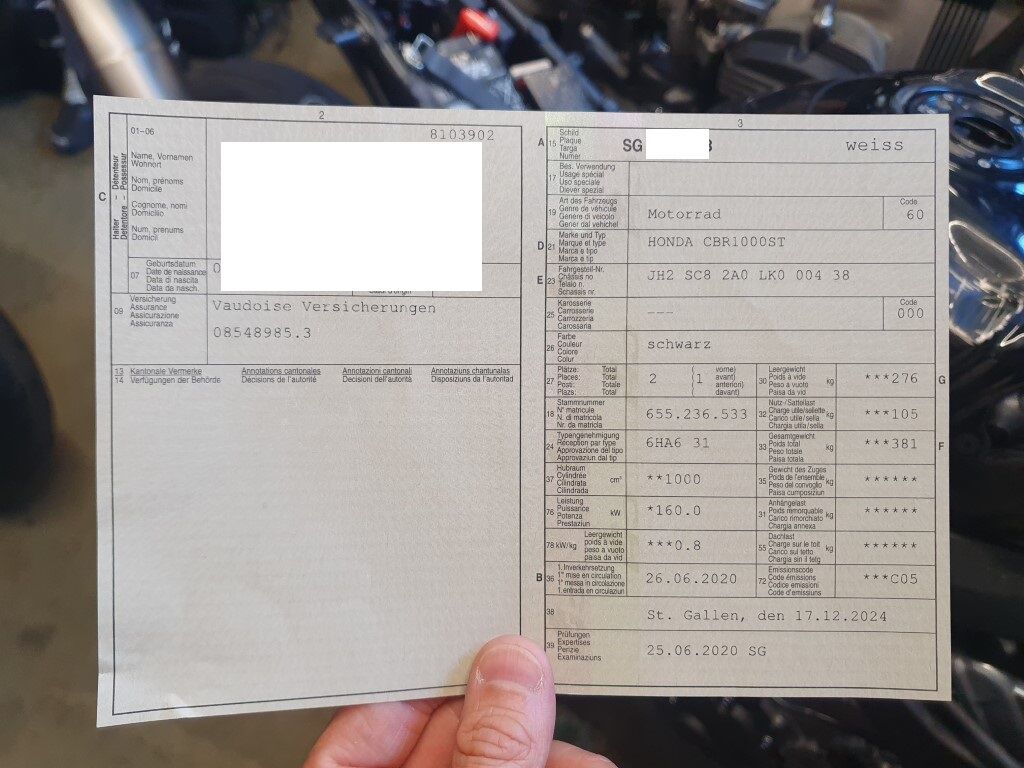 2
01–06
8103902
Halter - Détenteur
Detentore - Possessur
C
Name, Vornamen
Wohnort
Nom, prénoms
Domicile
Cognome, nomi
Domicilio
Num, prenums
Domicil
07
Geburtsdatum
Date de naissance
Data di nascita
Data da nasch.
0
09
Versicherung
Assurance
Assicurazione
Assicuranza
Vaudoise Versicherungen
08548985.3
13 Kantonale Vermerke Annotations cantonales Annotazioni cantonali Annotaziuns chantunalas
14 Verfügungen der Behörde Décisions de l'autorité Decisioni dell'autorità Disposiziuns da l'autoritad
3
A 15
Schild
Plaque
Targa
Numer
SG
weiss
17
Bes. Verwendung
Usage spécial
Uso speciale
Diever spezial
19
Art des Fahrzeugs
Genre de véhicule
Genere di veicolo
Gener dal vehichel
Motorrad
Code
60
D 21
Marke und Typ
Marque et type
Marca e tipo
Marca e tip
HONDA CBR1000ST
E 23
Fahrgestell-Nr.
Châssis no
Telaio n.
Schassis nr.
JH2 SC8 2A0 LK0 004 38
25
Karosserie
Carrosserie
Carrozzeria
Carossaria
---
Code
000
26
Farbe
Couleur
Colore
Colur
schwarz
27
Plätze: Total
Places: Total
Posti: Totale
Plazs: Total
2 ( 1
vorne)
avant)
anteriori)
davant)
30
Leergewicht
Poids à vide
Peso a vuoto
Paisa da vid
kg
***276
G
18
Stammnummer
N° matricule
N. di matricola
Nr. da matricla
655.236.533
32
Nutz-/Sattellast
Charge utile/sellette
Carico utile/sella
Chargia utila/sella
kg
***105
24
Typengenehmigung
Réception par type
Approvazione del tipo
Approvaziun dal tip
6HA6 31
33
Gesamtgewicht
Poids total
Peso totale
Paisa totala
kg
***381
F
37
Hubraum
Cylindrée
Cilindrata
Cilindrada
cm³
**1000
35
Gewicht des Zuges
Poids de l'ensemble
Peso del convoglio
Paisa cumposiziun
kg
******
76
Leistung
Puissance
Potenza
Prestaziun
kW
*160.0
31
Anhängelast
Poids remorquable
Carico rimorchiato
Chargia annexa
kg
******
78 kW/kg
Leergewicht
poids à vide
peso a vuoto
paisa da vid
***0.8
55
Dachlast
Charge sur le toit
Carico sul tetto
Chargia sin il tetg
kg
******
B 36
1. Inverkehrsetzung
1re mise en circulation
1a messa in circolazione
1. entrada en circulaziun
26.06.2020
72
Emissionscode
Code émissions
Codice emissioni
Code d'emissiuns
***C05
38
St. Gallen, den 17.12.2024
39
Prüfungen
Expertises
Perizie
Examinaziuns
25.06.2020 SG